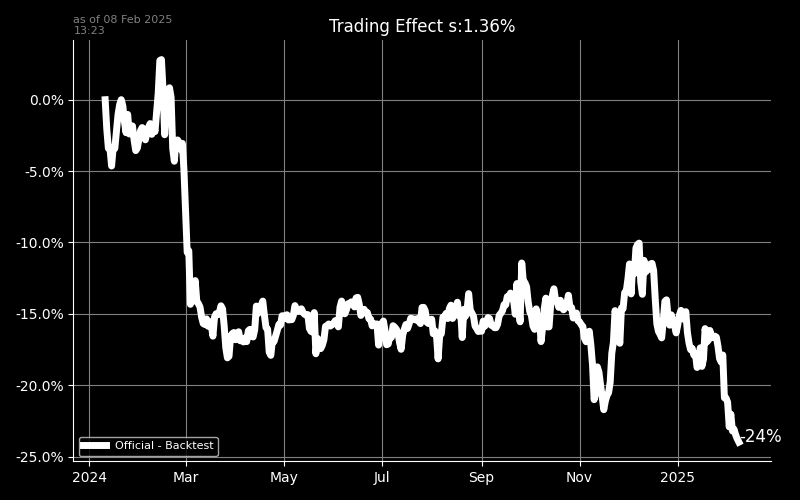 as of 08 Feb 2025
13:23
Trading Effect s:1.36%
0.0%
-5.0%
-10.0%
-15.0%
-20.0%
-25.0%
-24%
Official - Backtest
2024 Mar May Jul Sep Nov 2025